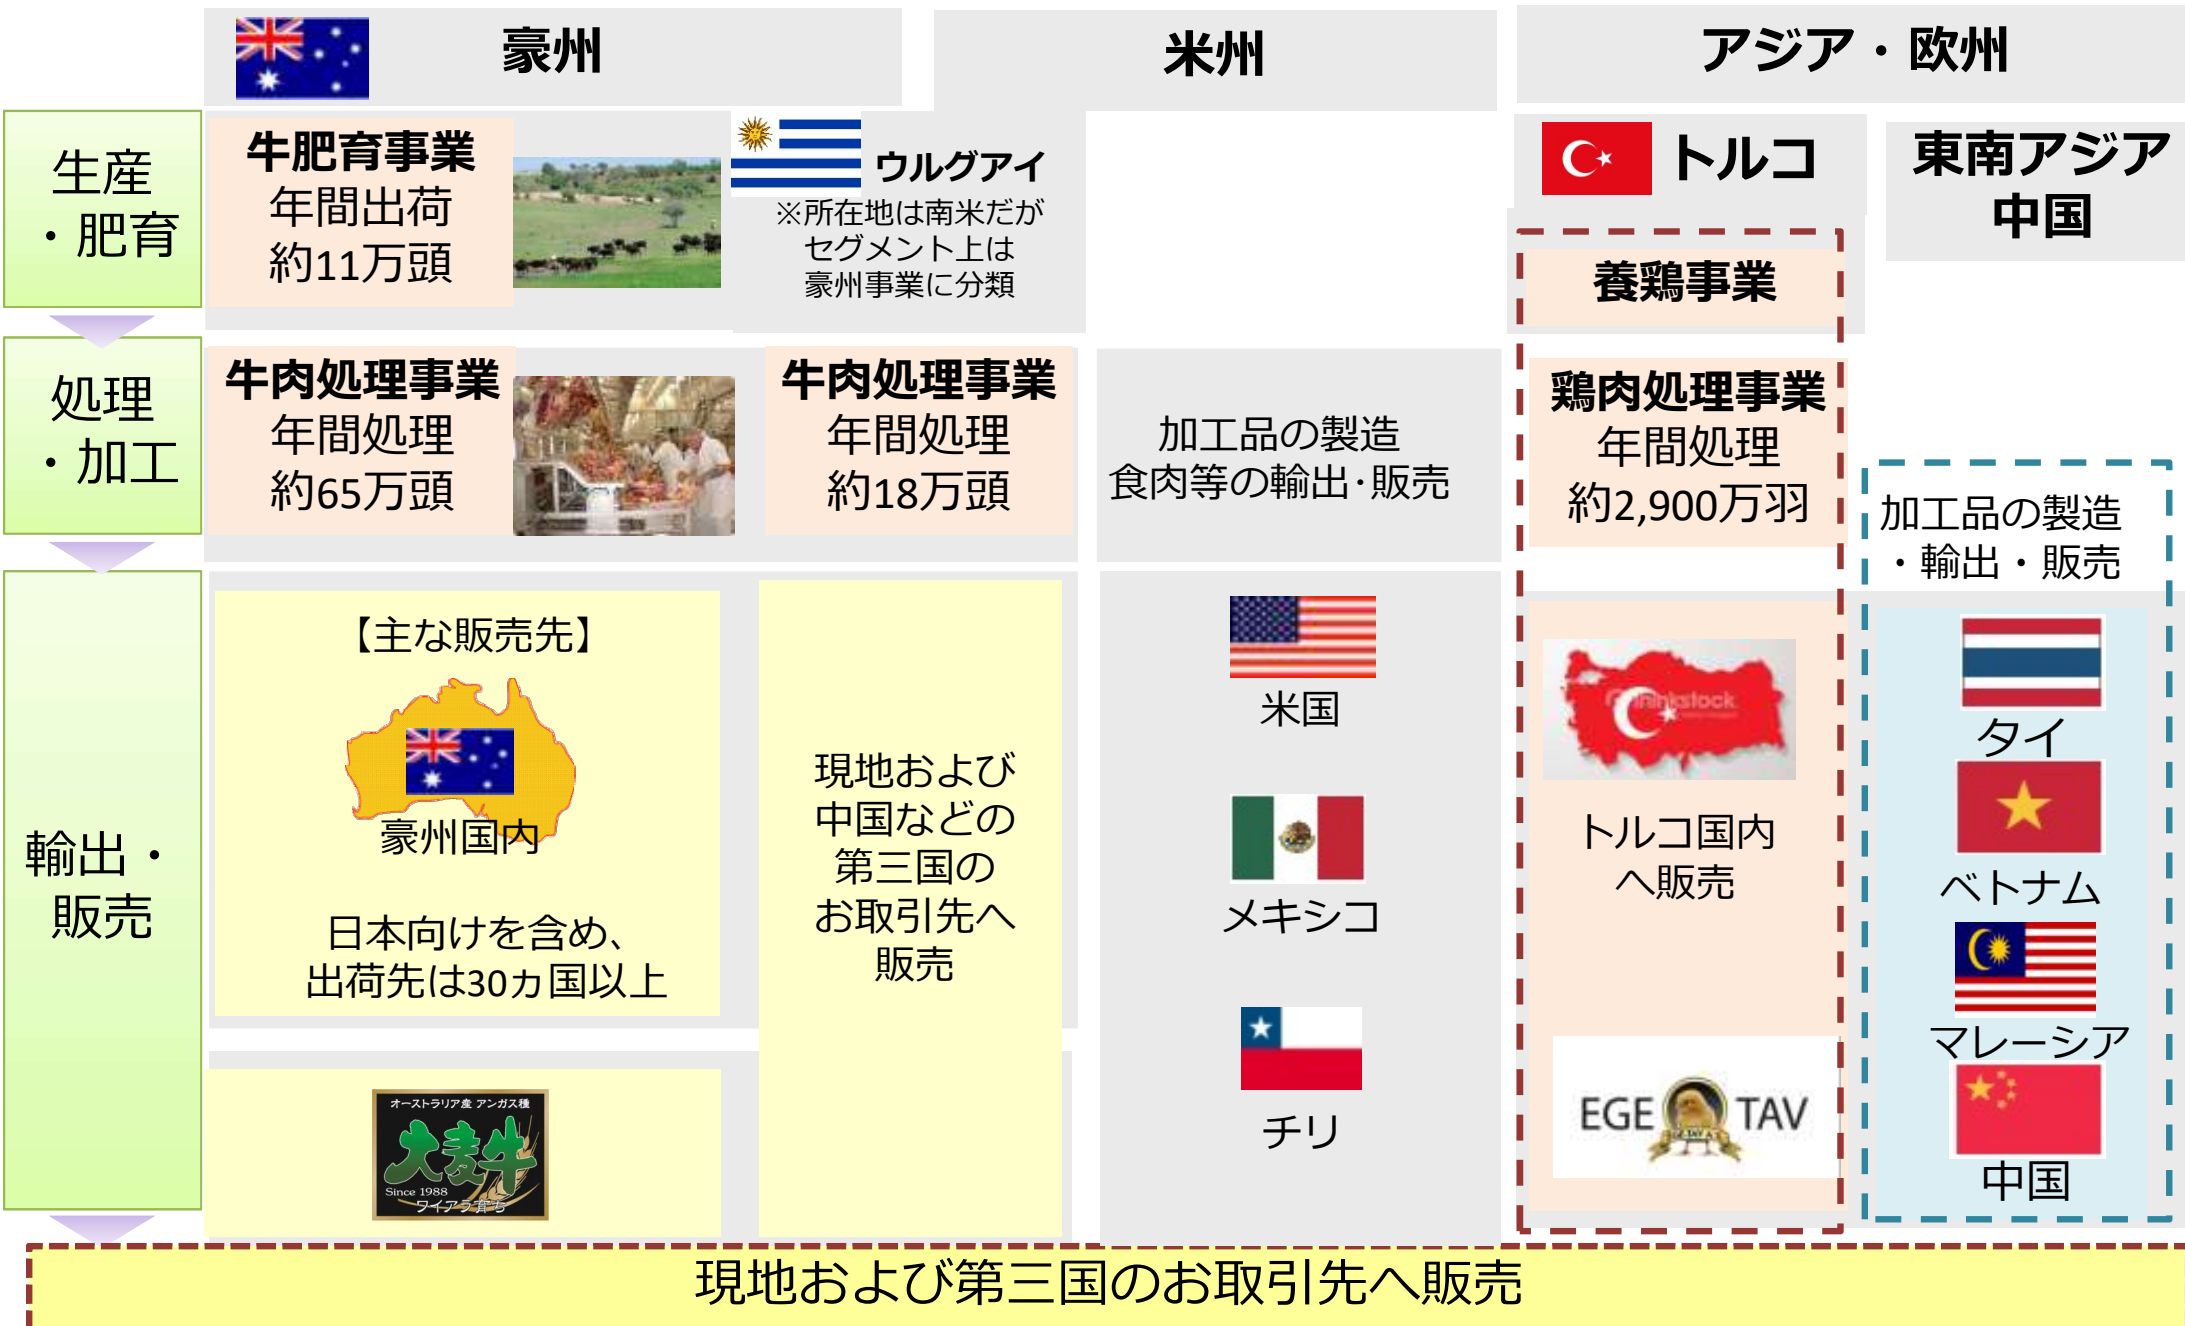 豪州
米州
アジア・欧州
生産
・肥育
牛肥育事業
年間出荷
約11万頭
ウルグアイ
※所在地は南米だが
セグメント上は
豪州事業に分類
トルコ
養鶏事業
東南アジア
中国
処理
・加工
牛肉処理事業
年間処理
約65万頭
牛肉処理事業
年間処理
約18万頭
加工品の製造
食肉等の輸出･販売
鶏肉処理事業
年間処理
約2,900万羽
加工品の製造
・輸出・販売
輸出・
販売
【主な販売先】
豪州国内
日本向けを含め、
出荷先は30ヵ国以上
オーストラリア産 アンガス種
大麦牛
Since 1988
ワイアラ育ち
現地および
中国などの
第三国の
お取引先へ
販売
米国
メキシコ
チリ
トルコ国内
へ販売
EGE TAV
タイ
ベトナム
マレーシア
中国
現地および第三国のお取引先へ販売